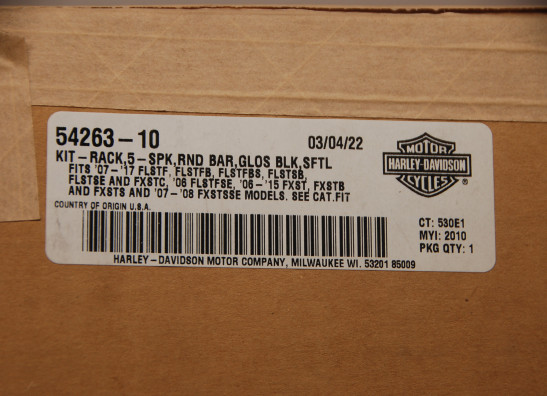 54263-10 03/04/22
KIT-RACK,5-SPK,RND BAR,GLOS BLK,SFTL
FITS '07-'17 FLSTF, FLSTFB, FLSTFBS, FLSTSB,
FLSTSE AND FXSTC, '08 FLSTFSE, '06-'15 FXST, FXSTB
AND FXSTS AND '07-'08 FXSTSSE MODELS. SEE CAT.FIT
COUNTRY OF ORIGIN U.S.A.
MOTOR
HARLEY-DAVIDSON
CYCLES
®
CT: 530E1
MYI: 2010
PKG QTY: 1
HARLEY-DAVIDSON MOTOR COMPANY, MILWAUKEE WI. 53201 85009